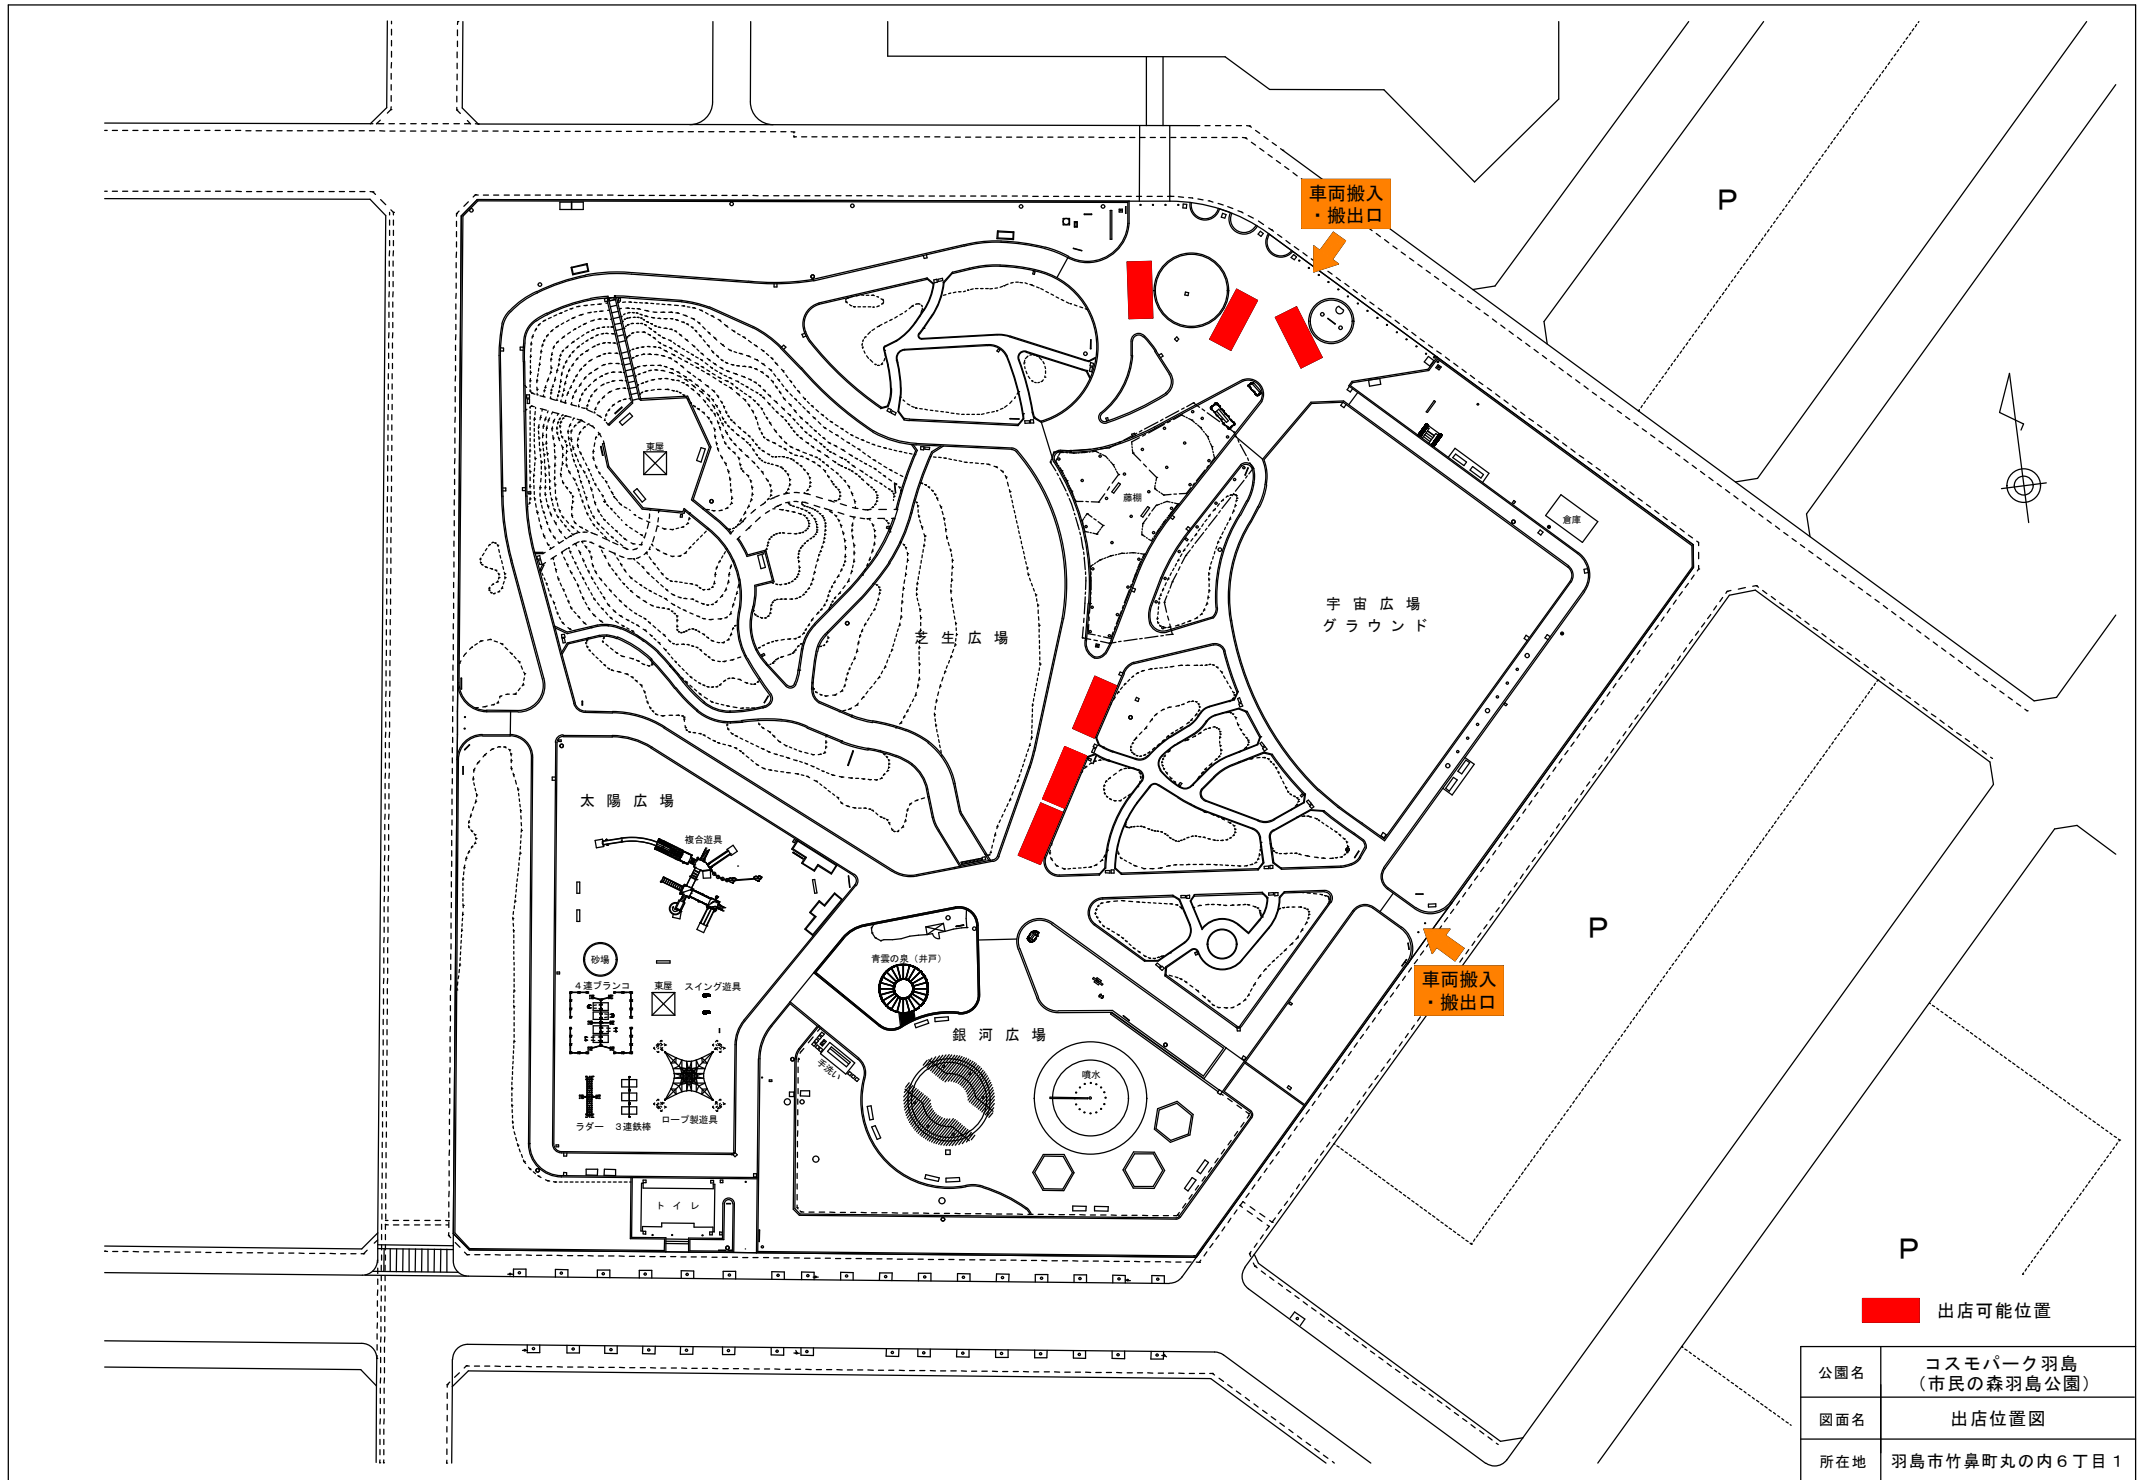 車両搬入
・搬出口
P
東屋
藤棚
倉庫
宇宙広場
グラウンド
芝生広場
太陽広場
複合遊具
砂場
4連ブランコ
東屋
スイング遊具
青雲の泉（井戸）
銀河広場
手洗い
噴水
ラダー
3連鉄棒
ロープ製遊具
トイレ
P
車両搬入
・搬出口
P
出店可能位置
公園名
コスモパーク羽島
（市民の森羽島公園）
図面名
出店位置図
所在地
羽島市竹鼻町丸の内６丁目１